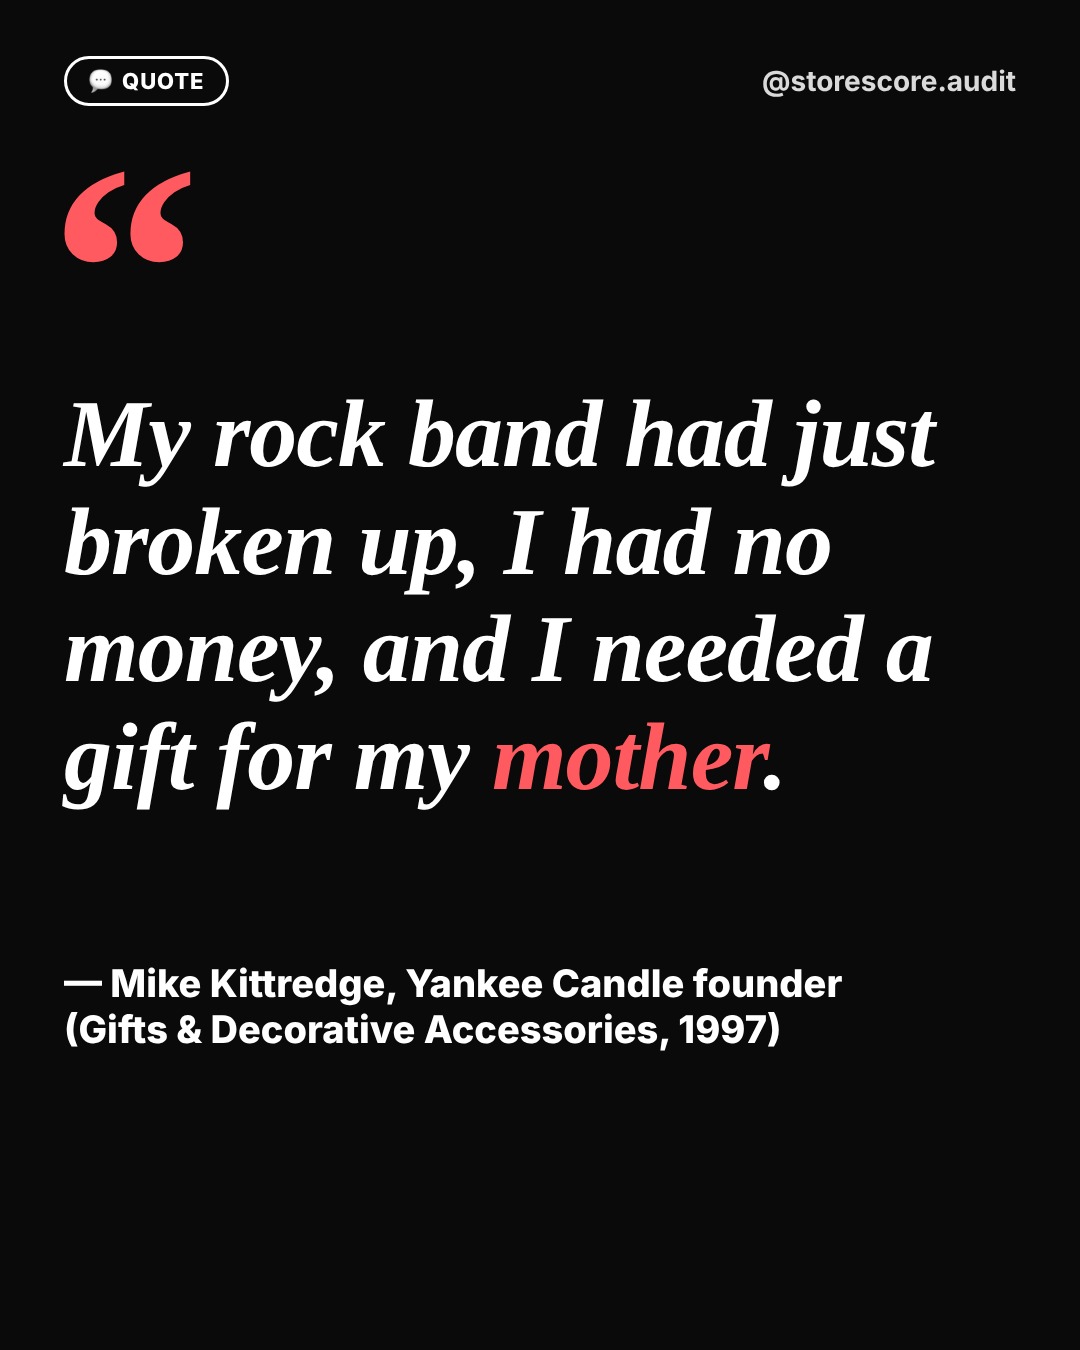 💬 QUOTE
@storescore.audit
“
My rock band had just
broken up, I had no
money, and I needed a
gift for my mother.
— Mike Kittredge, Yankee Candle founder
(Gifts & Decorative Accessories, 1997)